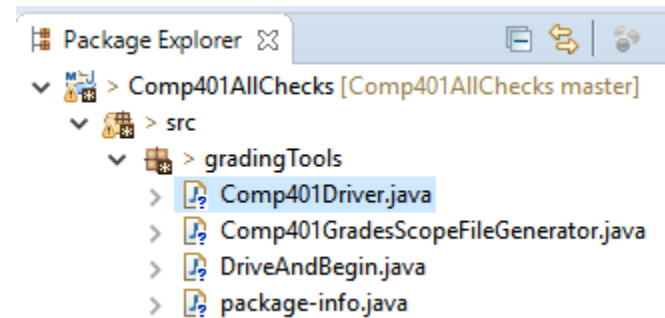 Package Explorer
> Comp401AllChecks [Comp401AllChecks master]
> src
> gradingTools
Comp401Driver.java
Comp401GradesScopeFileGenerator.java
DriveAndBegin.java
package-info.java